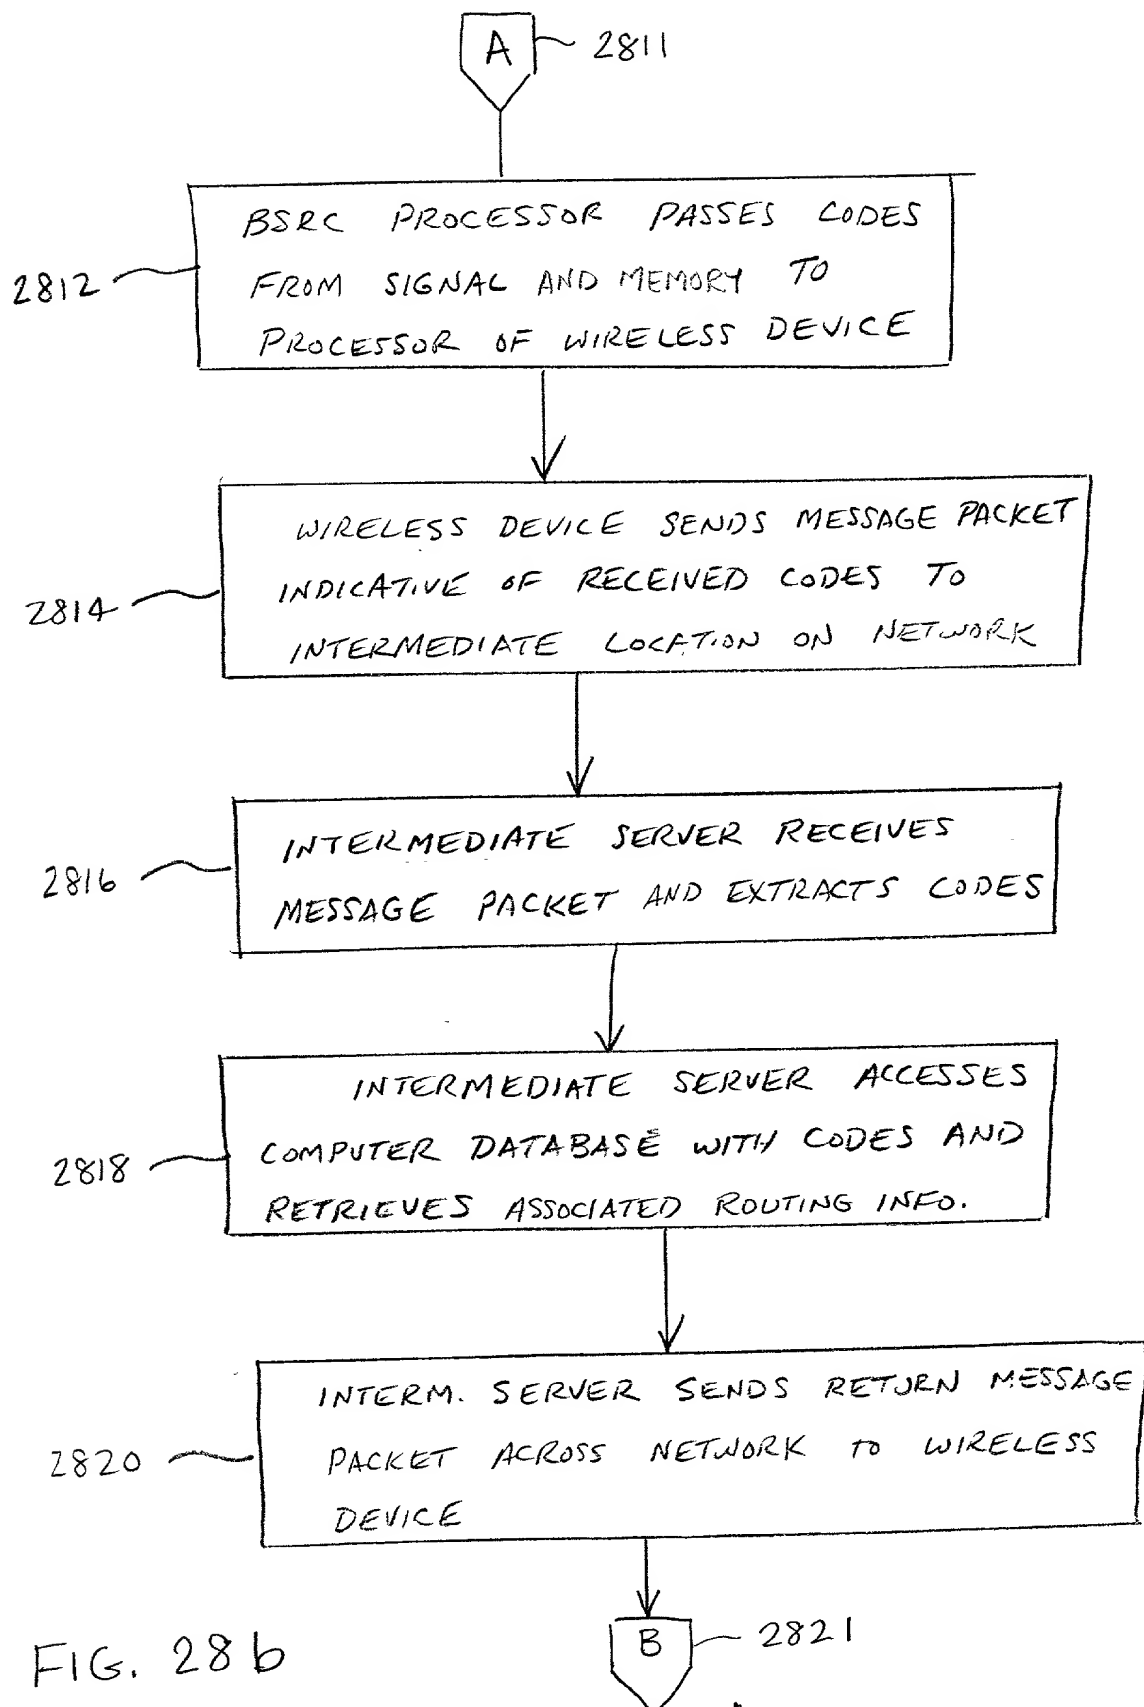 A 2811
BSRC PROCESSOR PASSES CODES
2812
FROM SIGNAL AND MEMORY TO
PROCESSOR OF WIRELESS DEVICE
WIRELESS DEVICE SENDS MESSAGE PACKET
INDICATIVE OF RECEIVED CODES TO
2814
INTERMEDIATE LOCATION ON NETWORK
INTERMEDIATE SERVER RECEIVES
2816
MESSAGE PACKET AND EXTRACTS CODES
INTERMEDIATE SERVER ACCESSES
COMPUTER DATABASE WITH CODES AND
2818
RETRIEVES ASSOCIATED ROUTING INFO.
INTERM. SERVER SENDS RETURN MESSAGE
2820
PACKET ACROSS NETWORK TO WIRELESS
DEVICE
B 2821
FIG. 28b